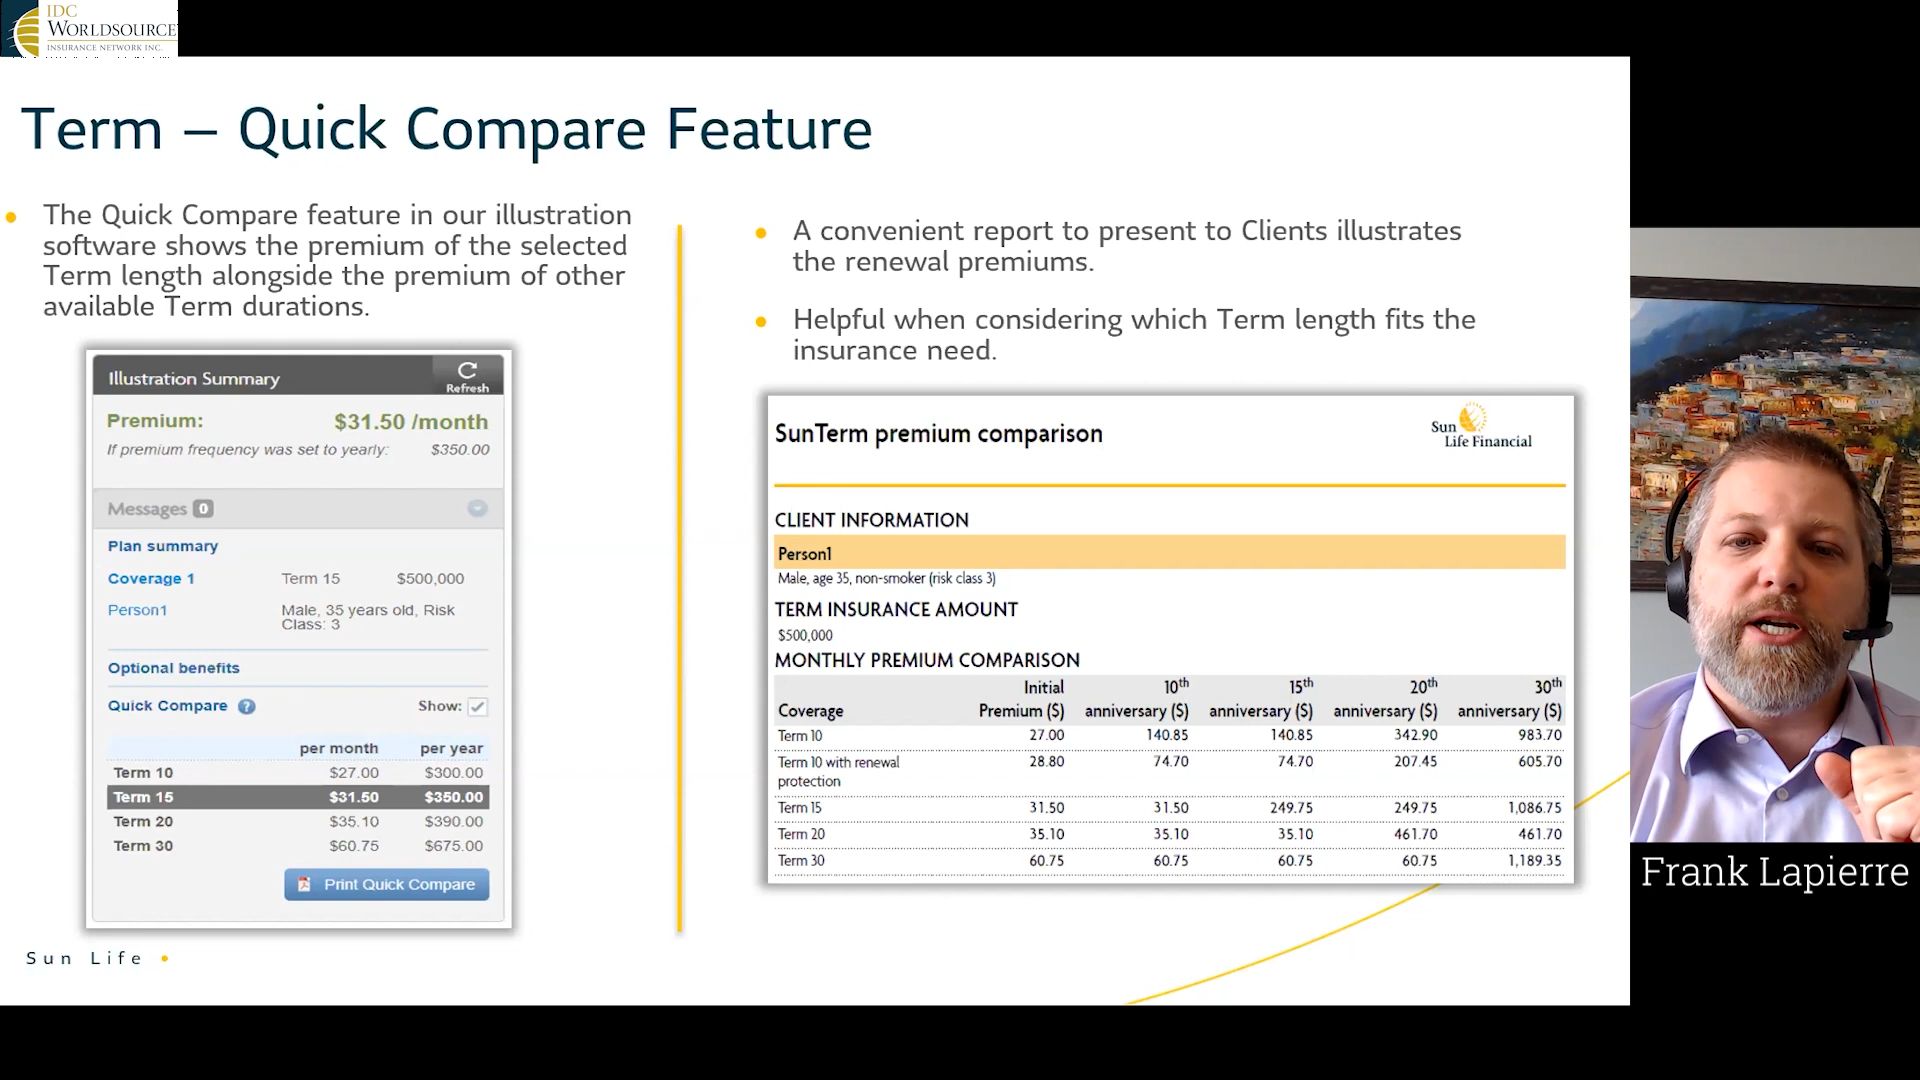 IDC
WORLDSOURCE
INSURANCE NETWORK INC.
Term – Quick Compare Feature
• The Quick Compare feature in our illustration
software shows the premium of the selected
Term length alongside the premium of other
available Term durations.
Illustration Summary
Refresh
Premium: $31.50 /month
If premium frequency was set to yearly: $350.00
Messages 0
Plan summary
Coverage 1 Term 15 $500,000
Person1 Male, 35 years old, Risk
Class: 3
Optional benefits
Quick Compare ? Show:
per month per year
Term 10 $27.00 $300.00
Term 15 $31.50 $350.00
Term 20 $35.10 $390.00
Term 30 $60.75 $675.00
Print Quick Compare
Sun Life
• A convenient report to present to Clients illustrates
the renewal premiums.
• Helpful when considering which Term length fits the
insurance need.
SunTerm premium comparison
Sun
Life Financial
CLIENT INFORMATION
Person1
Male, age 35, non-smoker (risk class 3)
TERM INSURANCE AMOUNT
$500,000
MONTHLY PREMIUM COMPARISON
Initial 10th 15th 20th 30th
Coverage Premium ($) anniversary ($) anniversary ($) anniversary ($) anniversary ($)
Term 10 27.00 140.85 140.85 342.90 983.70
Term 10 with renewal 28.80 74.70 74.70 207.45 605.70
protection
Term 15 31.50 31.50 249.75 249.75 1,086.75
Term 20 35.10 35.10 35.10 461.70 461.70
Term 30 60.75 60.75 60.75 60.75 1,189.35
Frank Lapierre